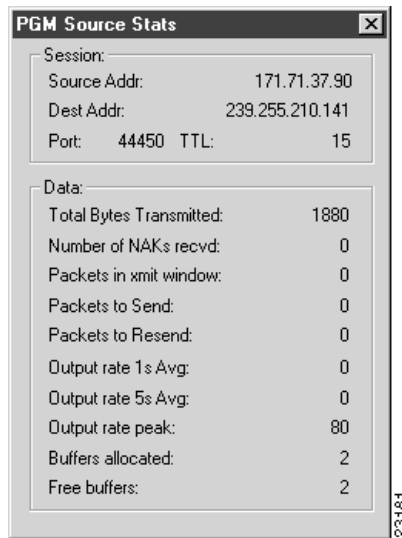 PGM Source Stats
Session:
Source Addr: 171.71.37.90
Dest Addr: 239.255.210.141
Port: 44450 TTL: 15
Data:
Total Bytes Transmitted: 1880
Number of NAKs recvd: 0
Packets in xmit window: 0
Packets to Send: 0
Packets to Resend: 0
Output rate 1s Avg: 0
Output rate 5s Avg: 0
Output rate peak: 80
Buffers allocated: 2
Free buffers: 2
23181